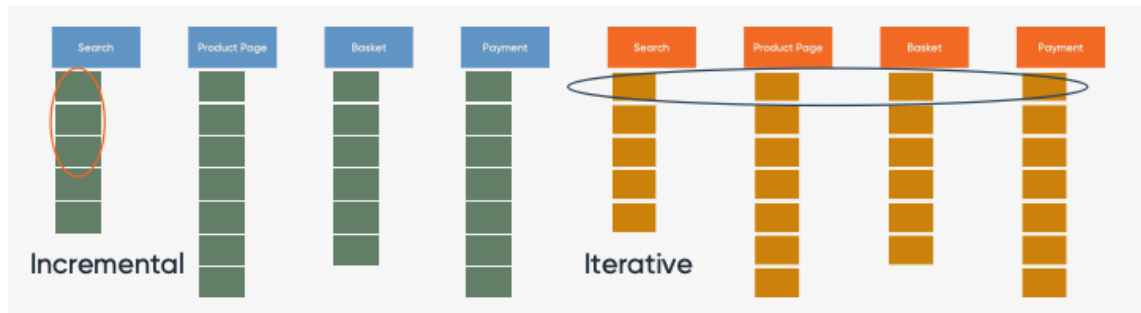 Search
Product Page
Basket
Payment
Search
Product Page
Basket
Payment
Incremental
Iterative